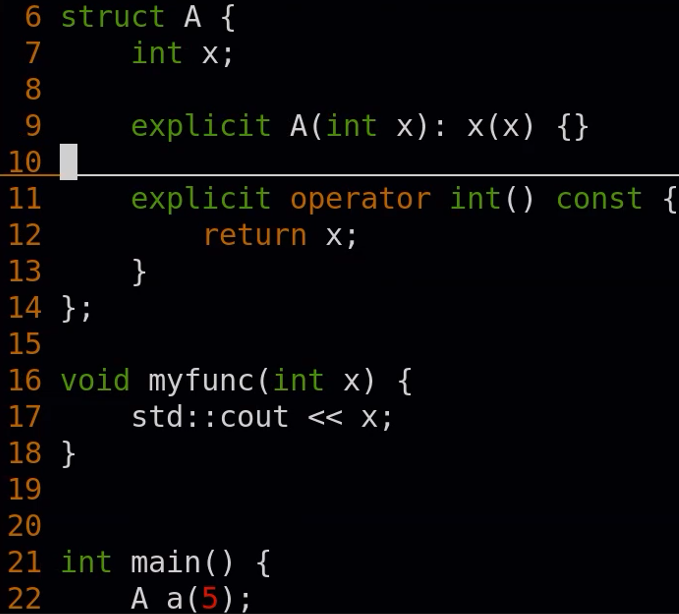 6 struct A {
7     int x;
8
9     explicit A(int x): x(x) {}
10
11     explicit operator int() const {
12         return x;
13     }
14 };
15
16 void myfunc(int x) {
17     std::cout << x;
18 }
19
20
21 int main() {
22     A a(5);